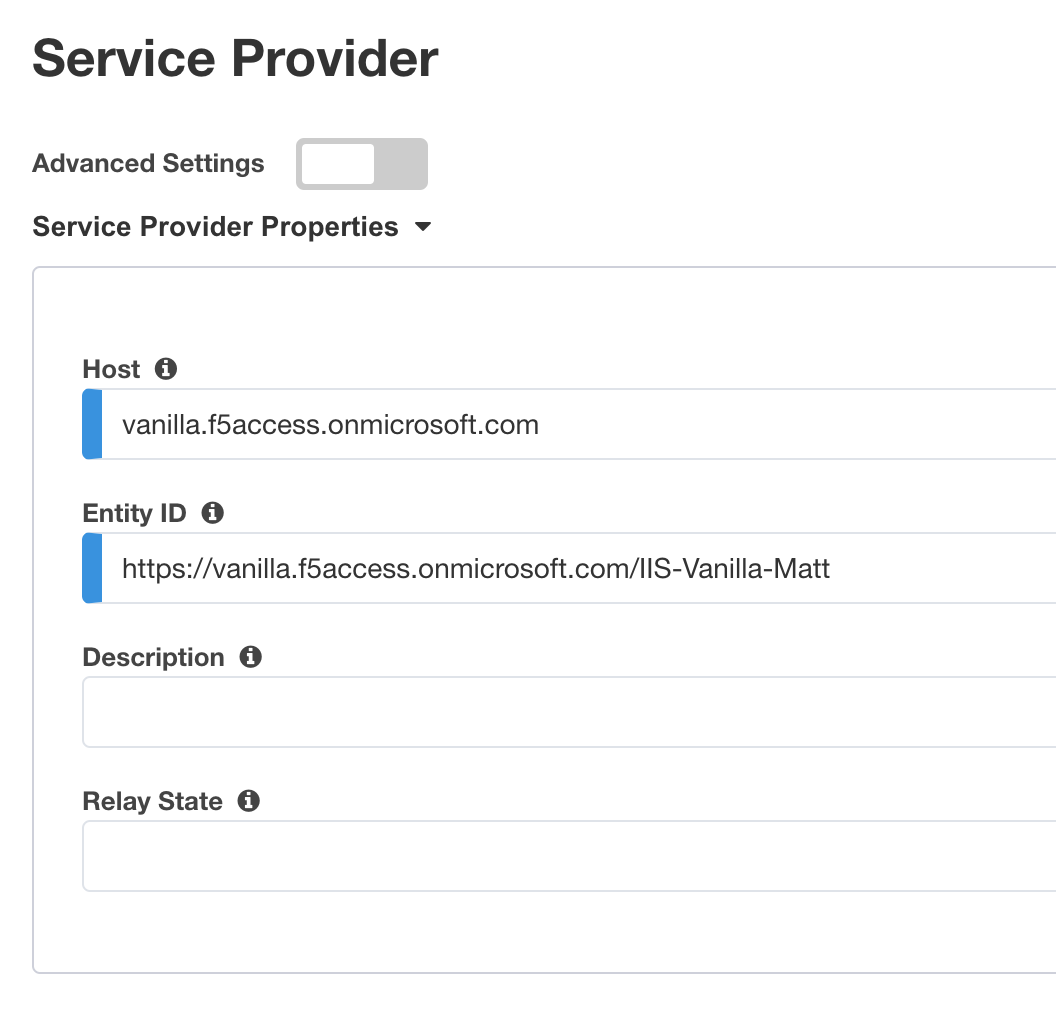 Service Provider
Advanced Settings
Service Provider Properties
Host
vanilla.f5access.onmicrosoft.com
Entity ID
https://vanilla.f5access.onmicrosoft.com/IIS-Vanilla-Matt
Description
Relay State